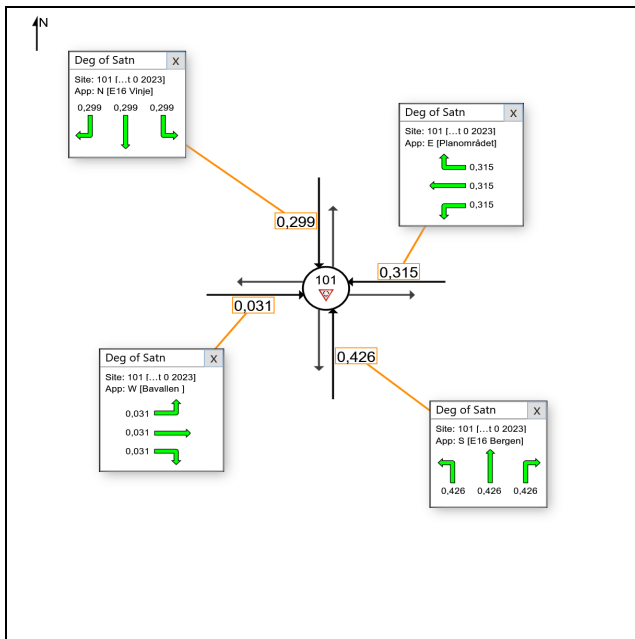 N
Deg of Satn X
Site: 101 [...t 0 2023]
App: N [E16 Vinje]
0,299 0,299 0,299
Deg of Satn X
Site: 101 [...t 0 2023]
App: E [Planområdet]
0,315
0,315
0,315
0,299
101
0,315
0,031
0,426
Deg of Satn X
Site: 101 [...t 0 2023]
App: W [Bavallen ]
0,031
0,031
0,031
Deg of Satn X
Site: 101 [...t 0 2023]
App: S [E16 Bergen]
0,426 0,426 0,426